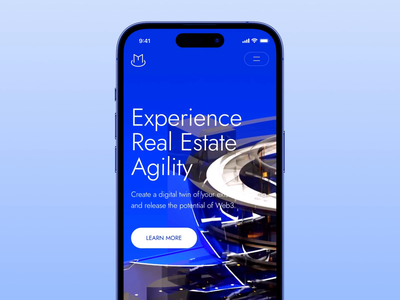 9:41
Experience
Real Estate
Agility
Create a digital twin of your
and release the potential of Web3.
LEARN MORE